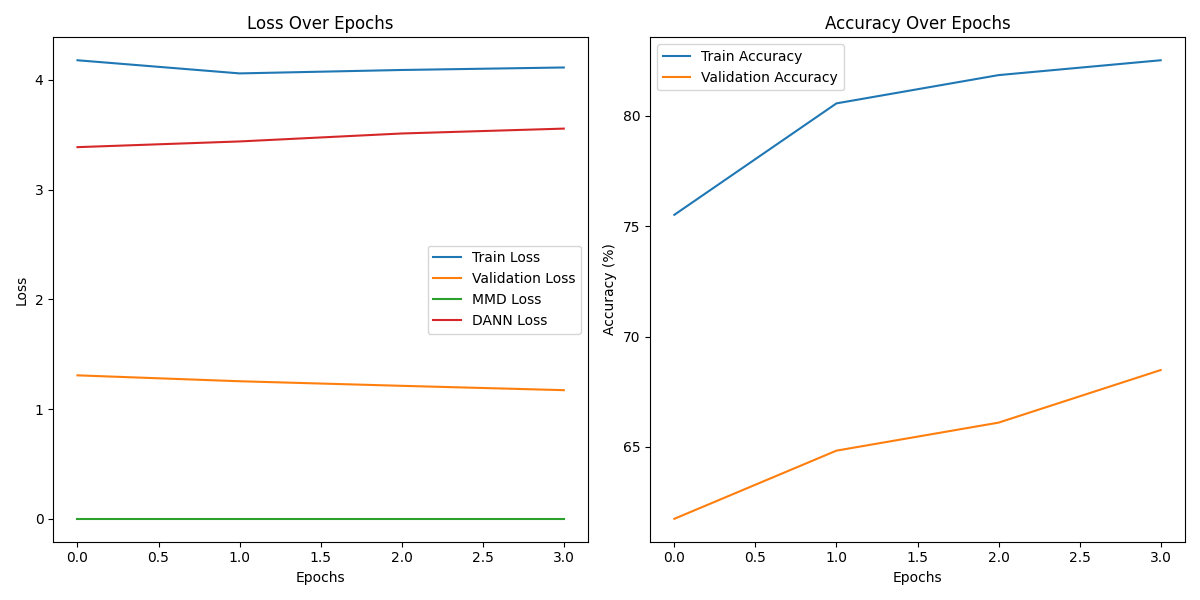 Loss Over Epochs
4
3
2
1
0
Loss
Train Loss
Validation Loss
MMD Loss
DANN Loss
0.0 0.5 1.0 1.5 2.0 2.5 3.0
Epochs
Accuracy Over Epochs
Train Accuracy
Validation Accuracy
80
75
70
65
Accuracy (%)
0.0 0.5 1.0 1.5 2.0 2.5 3.0
Epochs